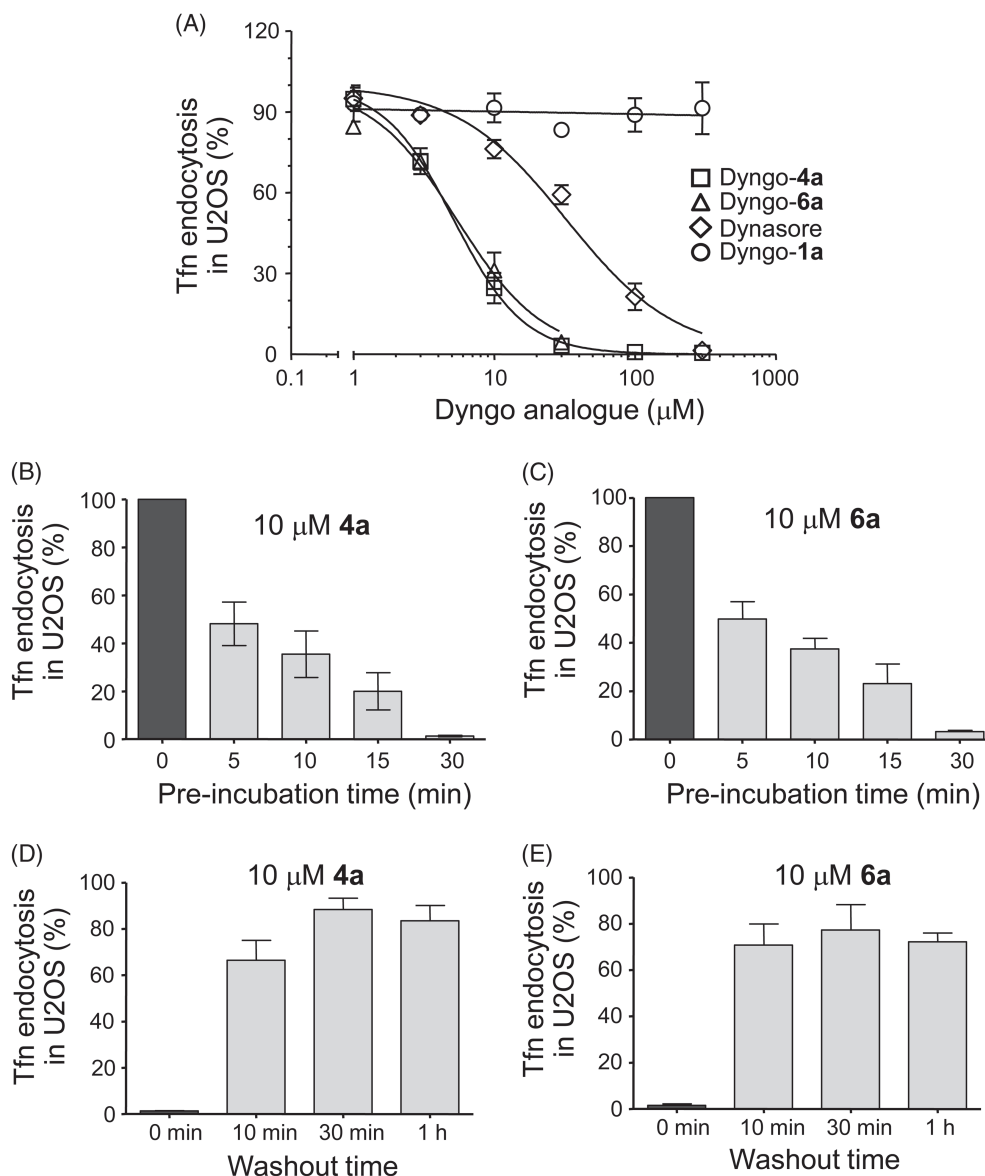 (A)
120
90
60
30
0
Tfn endocytosis
in U2OS (%)
0.1 1 10 100 1000
Dyngo analogue (μM)
Dyngo-4a
Dyngo-6a
Dynasore
Dyngo-1a
(B)
100
80
60
40
20
0
Tfn endocytosis
in U2OS (%)
10 μM 4a
0 5 10 15 30
Pre-incubation time (min)
(C)
100
80
60
40
20
0
Tfn endocytosis
in U2OS (%)
10 μM 6a
0 5 10 15 30
Pre-incubation time (min)
(D)
100
80
60
40
20
0
Tfn endocytosis
in U2OS (%)
10 μM 4a
0 min 10 min 30 min 1 h
Washout time
(E)
100
80
60
40
20
0
Tfn endocytosis
in U2OS (%)
10 μM 6a
0 min 10 min 30 min 1 h
Washout time